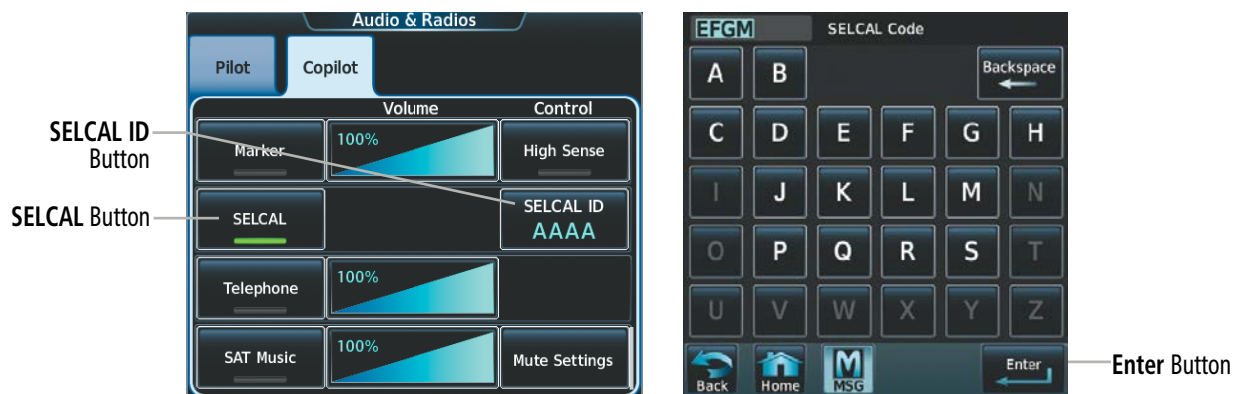 Audio & Radios
Pilot
Copilot
Volume
Control
Marker
100%
High Sense
SELCAL
SELCAL ID
AAAA
Telephone
100%
SAT Music
100%
Mute Settings
SELCAL ID
Button
SELCAL Button
EFGM
SELCAL Code
A B
Backspace
C D E F G H
I J K L M N
O P Q R S T
U V W X Y Z
Back
Home
M
MSG
Enter
Enter Button